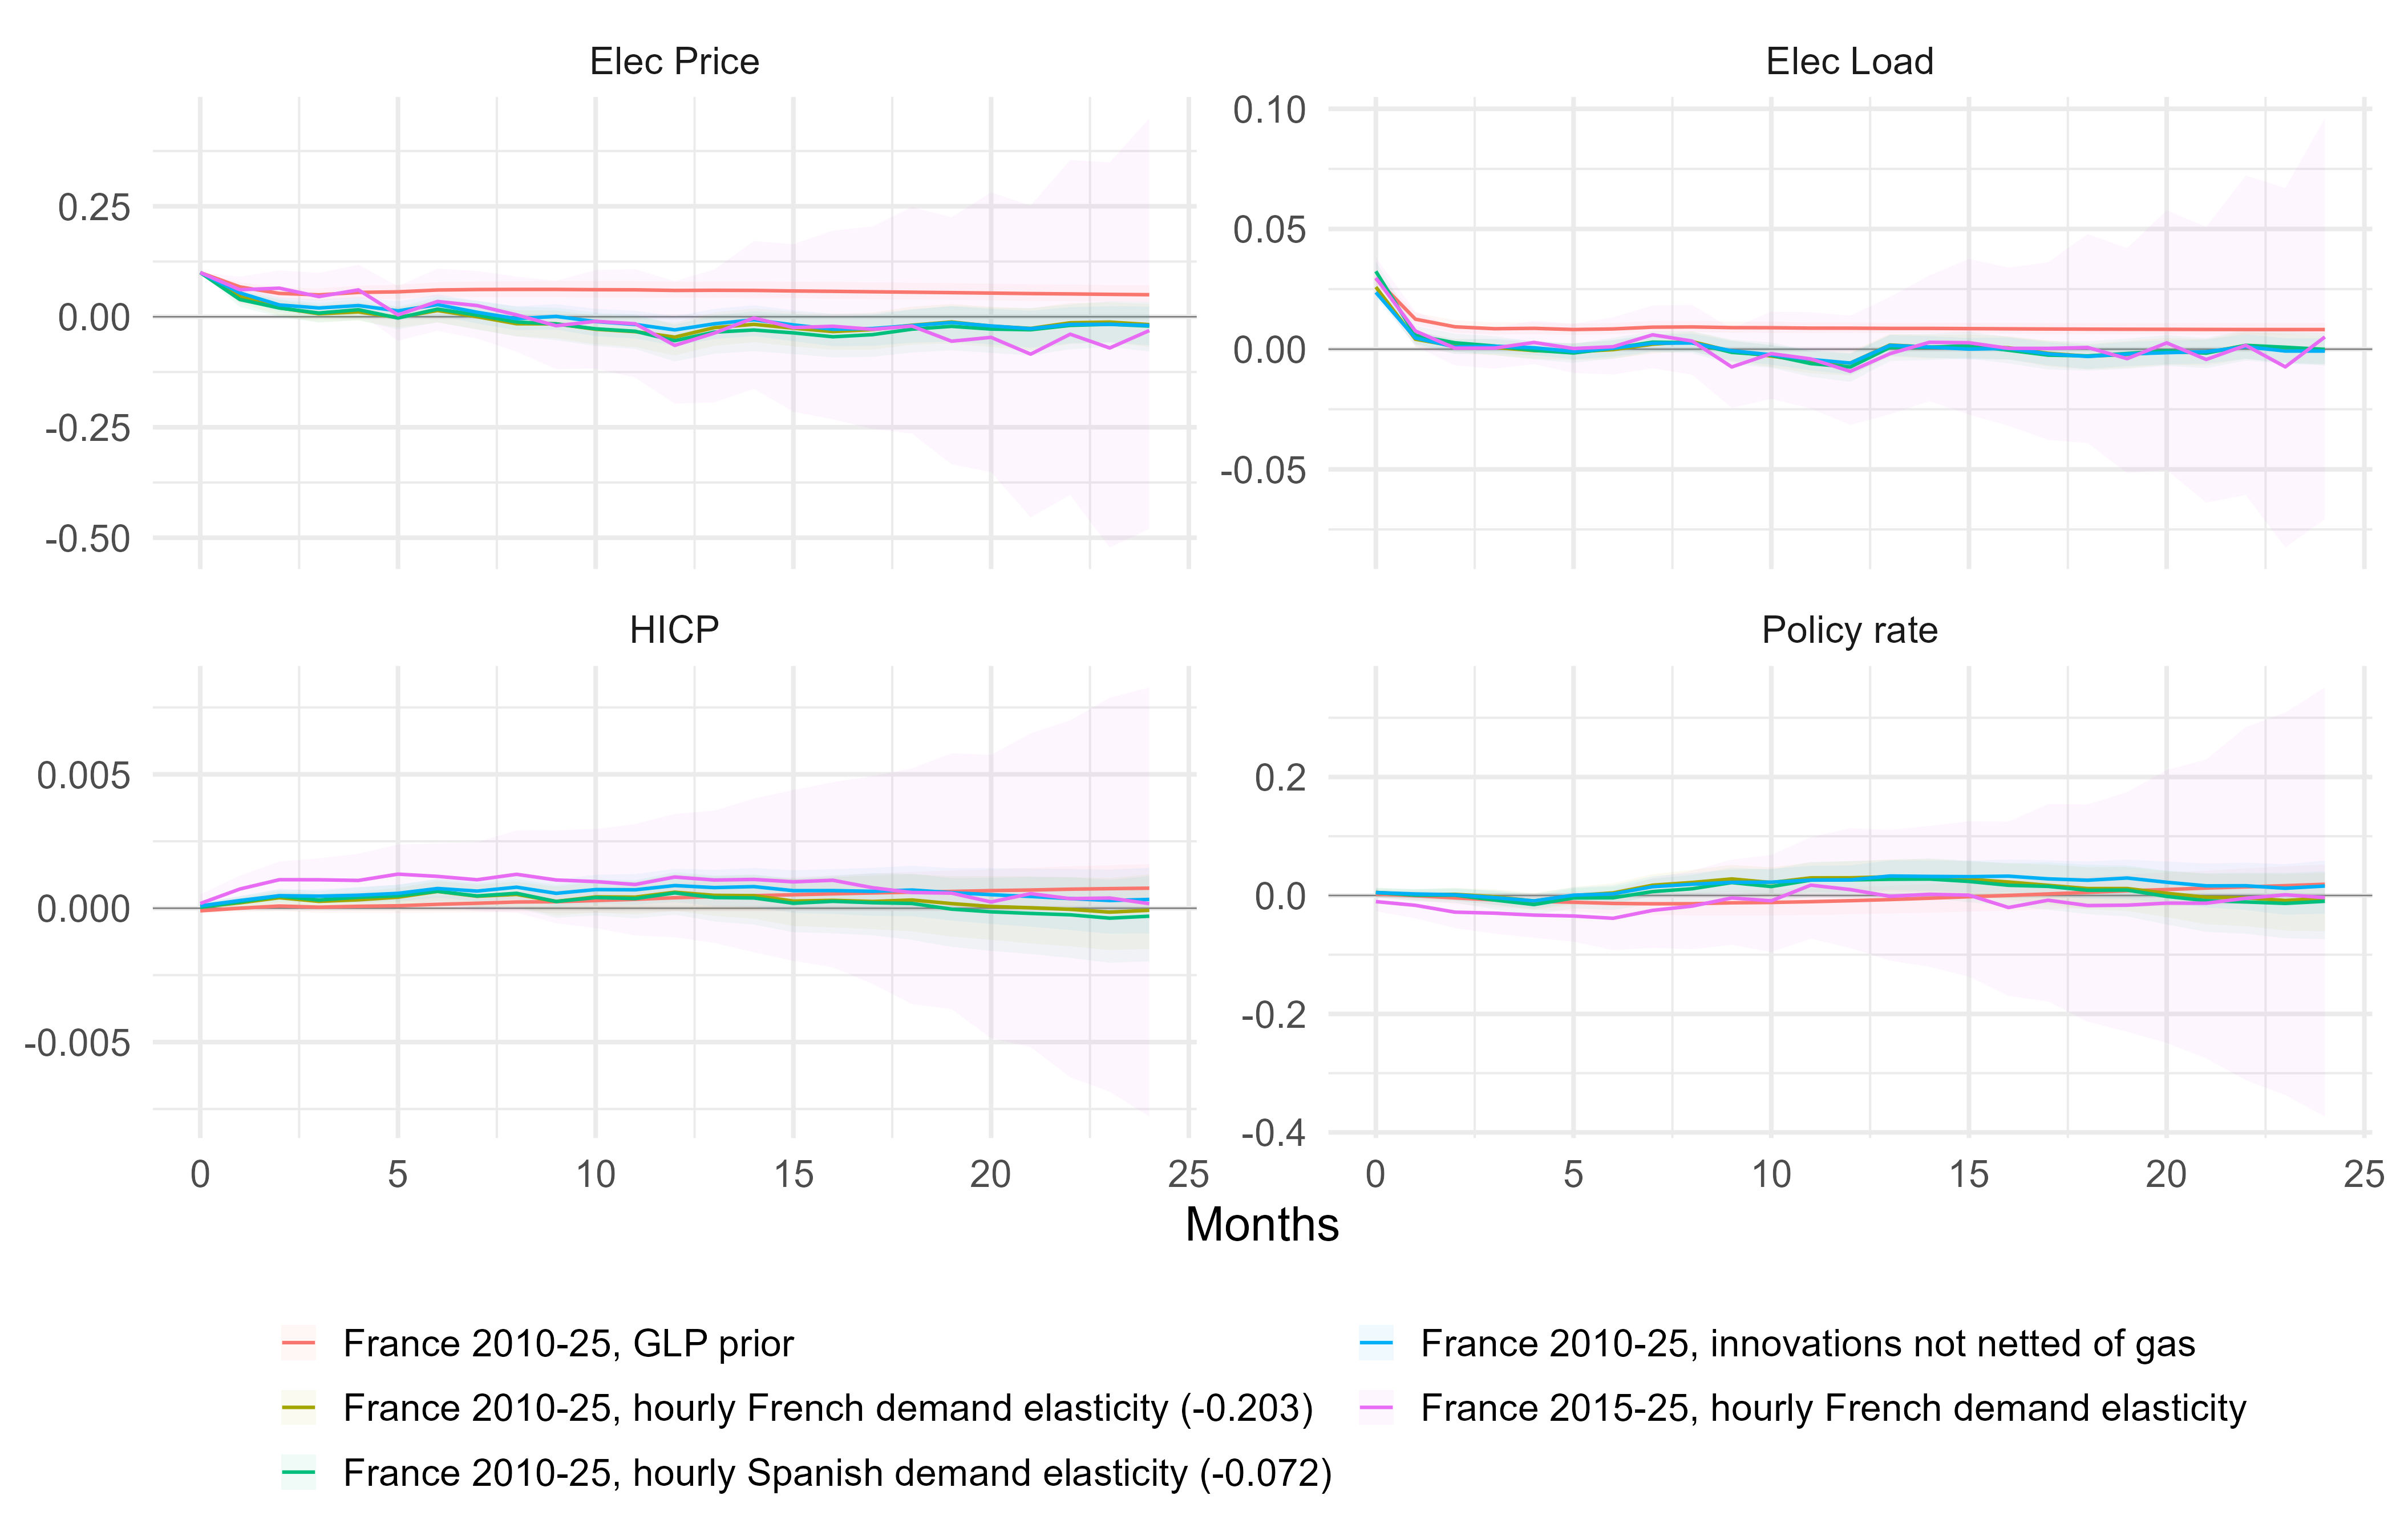 Elec Price
Elec Load
0.25
0.00
-0.25
-0.50
0.10
0.05
0.00
-0.05
HICP
Policy rate
0.005
0.000
-0.005
0.2
0.0
-0.2
-0.4
0 5 10 15 20 25
0 5 10 15 20 25
Months
France 2010-25, GLP prior
France 2010-25, hourly French demand elasticity (-0.203)
France 2010-25, hourly Spanish demand elasticity (-0.072)
France 2010-25, innovations not netted of gas
France 2015-25, hourly French demand elasticity